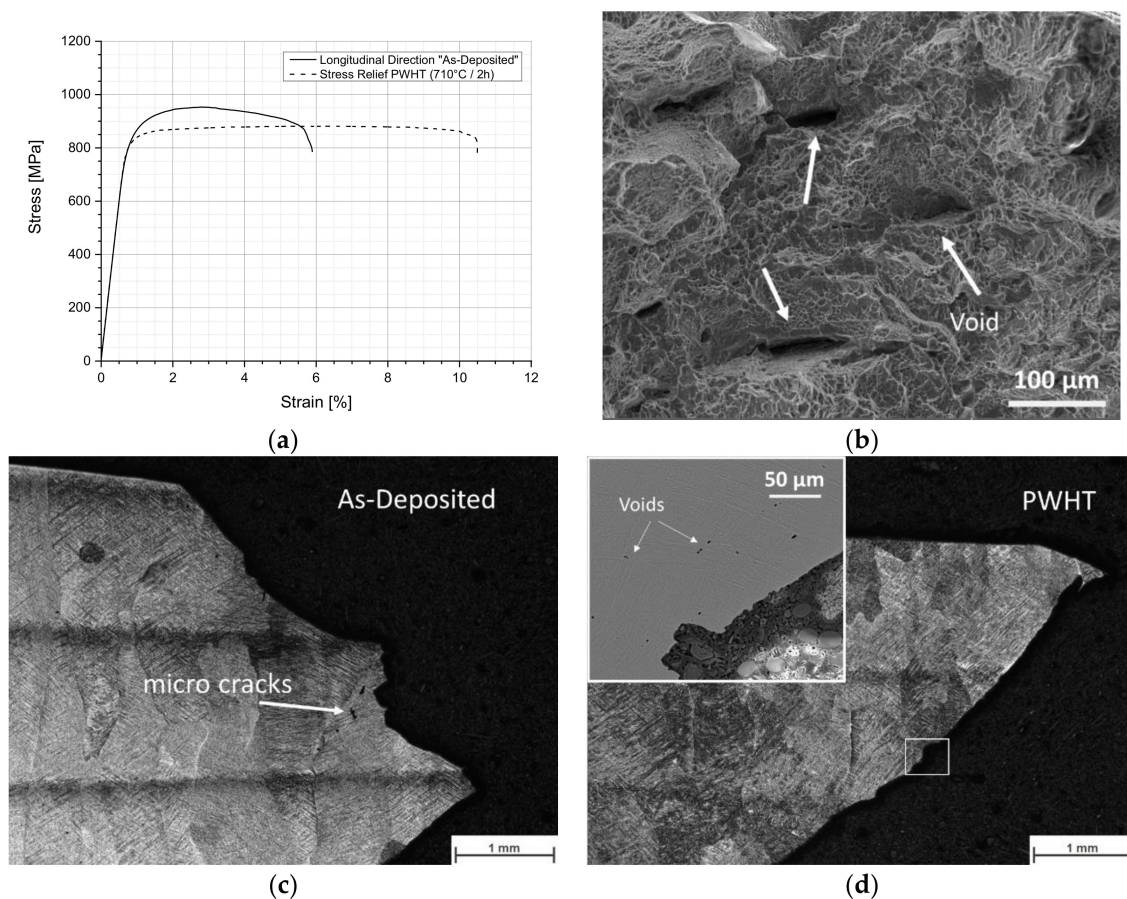 1200
1000
800
600
400
200
0
0 2 4 6 8 10 12
Stress [MPa]
Strain [%]
Longitudinal Direction "As-Deposited"
Stress Relief PWHT (710°C / 2h)
(a)
Void
100 µm
(b)
As-Deposited
micro cracks
1 mm
(c)
50 µm
Voids
PWHT
1 mm
(d)